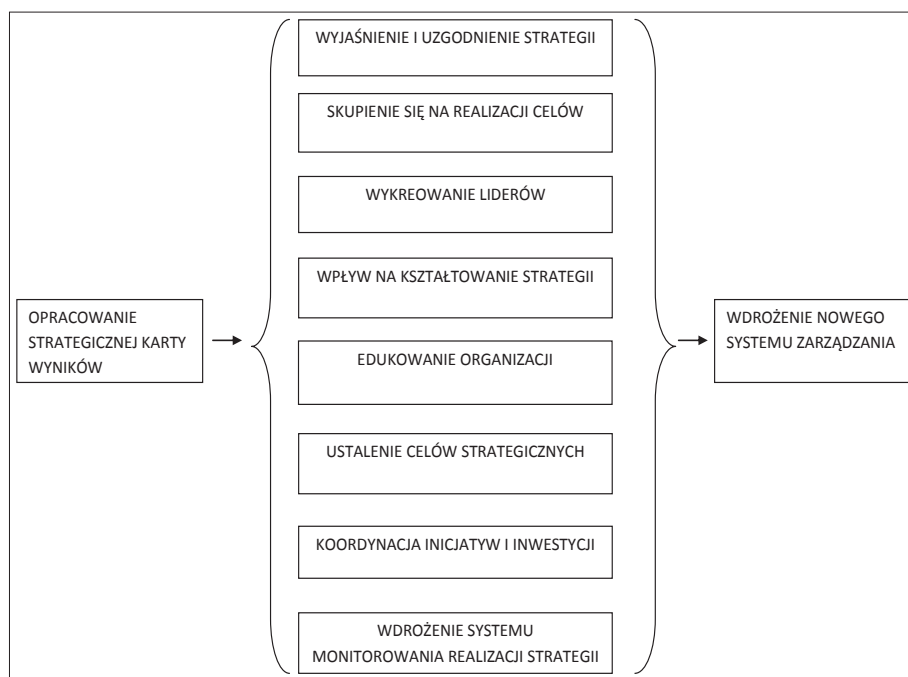 OPRACOWANIE
STRATEGICZNEJ KARTY
WYNIKÓW
WYJAŚNIENIE I UZGODNIENIE STRATEGII
SKUPIENIE SIĘ NA REALIZACJI CELÓW
WYKREOWANIE LIDERÓW
WPŁYW NA KSZTAŁTOWANIE STRATEGII
EDUKOWANIE ORGANIZACJI
USTALENIE CELÓW STRATEGICZNYCH
KOORDYNACJA INICJATYW I INWESTYCJI
WDROŻENIE SYSTEMU
MONITOROWANIA REALIZACJI STRATEGII
WDROŻENIE NOWEGO
SYSTEMU ZARZĄDZANIA